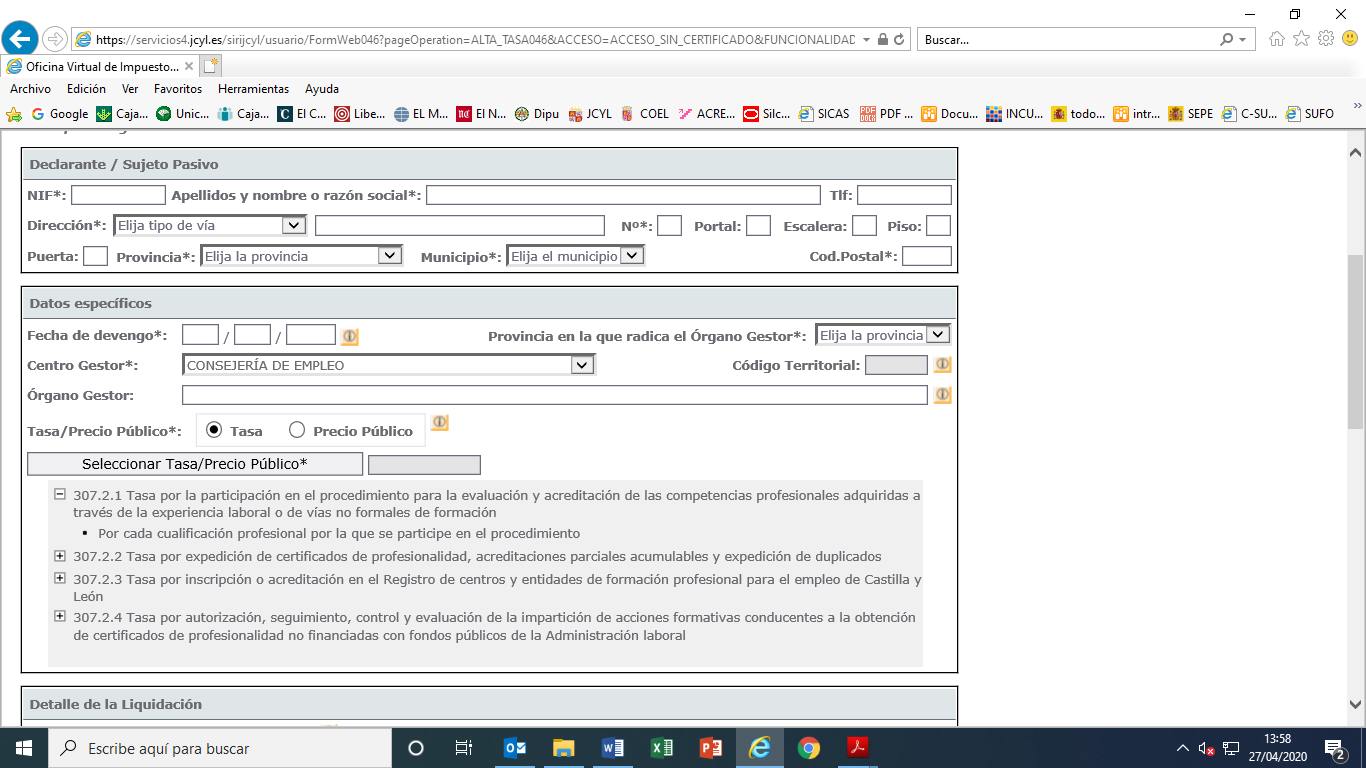 https://servicios4.jcyl.es/sirijcyl/usuario/FormWeb046?pageOperation=ALTA_TASA046&ACCESO=ACCESO_SIN_CERTIFICADO&FUNCIONALIDAD
Buscar...
Oficina Virtual de Impuesto...
Archivo Edición Ver Favoritos Herramientas Ayuda
Google Caja... Unic... Caja... El C... Libe... EL M... El N... Dipu JCYL COEL ACRE... Silc... SICAS PDF ... Docu... INCU... todo... intr... SEPE C-SU... SUFO
Declarante / Sujeto Pasivo
NIF*: Apellidos y nombre o razón social*: Tlf:
Dirección*: Elija tipo de vía Nº*: Portal: Escalera: Piso:
Puerta: Provincia*: Elija la provincia Municipio*: Elija el municipio Cod.Postal*:
Datos específicos
Fecha de devengo*: / / Provincia en la que radica el Órgano Gestor*: Elija la provincia
Centro Gestor*: CONSEJERÍA DE EMPLEO Código Territorial:
Órgano Gestor:
Tasa/Precio Público*: Tasa Precio Público
Seleccionar Tasa/Precio Público*
307.2.1 Tasa por la participación en el procedimiento para la evaluación y acreditación de las competencias profesionales adquiridas a
través de la experiencia laboral o de vías no formales de formación
Por cada cualificación profesional por la que se participe en el procedimiento
307.2.2 Tasa por expedición de certificados de profesionalidad, acreditaciones parciales acumulables y expedición de duplicados
307.2.3 Tasa por inscripción o acreditación en el Registro de centros y entidades de formación profesional para el empleo de Castilla y
León
307.2.4 Tasa por autorización, seguimiento, control y evaluación de la impartición de acciones formativas conducentes a la obtención
de certificados de profesionalidad no financiadas con fondos públicos de la Administración laboral
Detalle de la Liquidación
Escribe aquí para buscar
13:58
27/04/2020
2